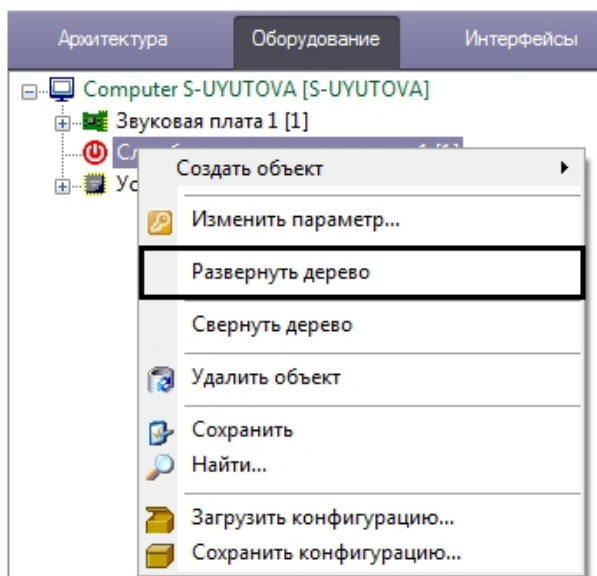 Архитектура Оборудование Интерфейсы
Computer S-UYUTOVA [S-UYUTOVA]
Звуковая плата 1 [1]
Создать объект
Изменить параметр...
Развернуть дерево
Свернуть дерево
Удалить объект
Сохранить
Найти...
Загрузить конфигурацию...
Сохранить конфигурацию...